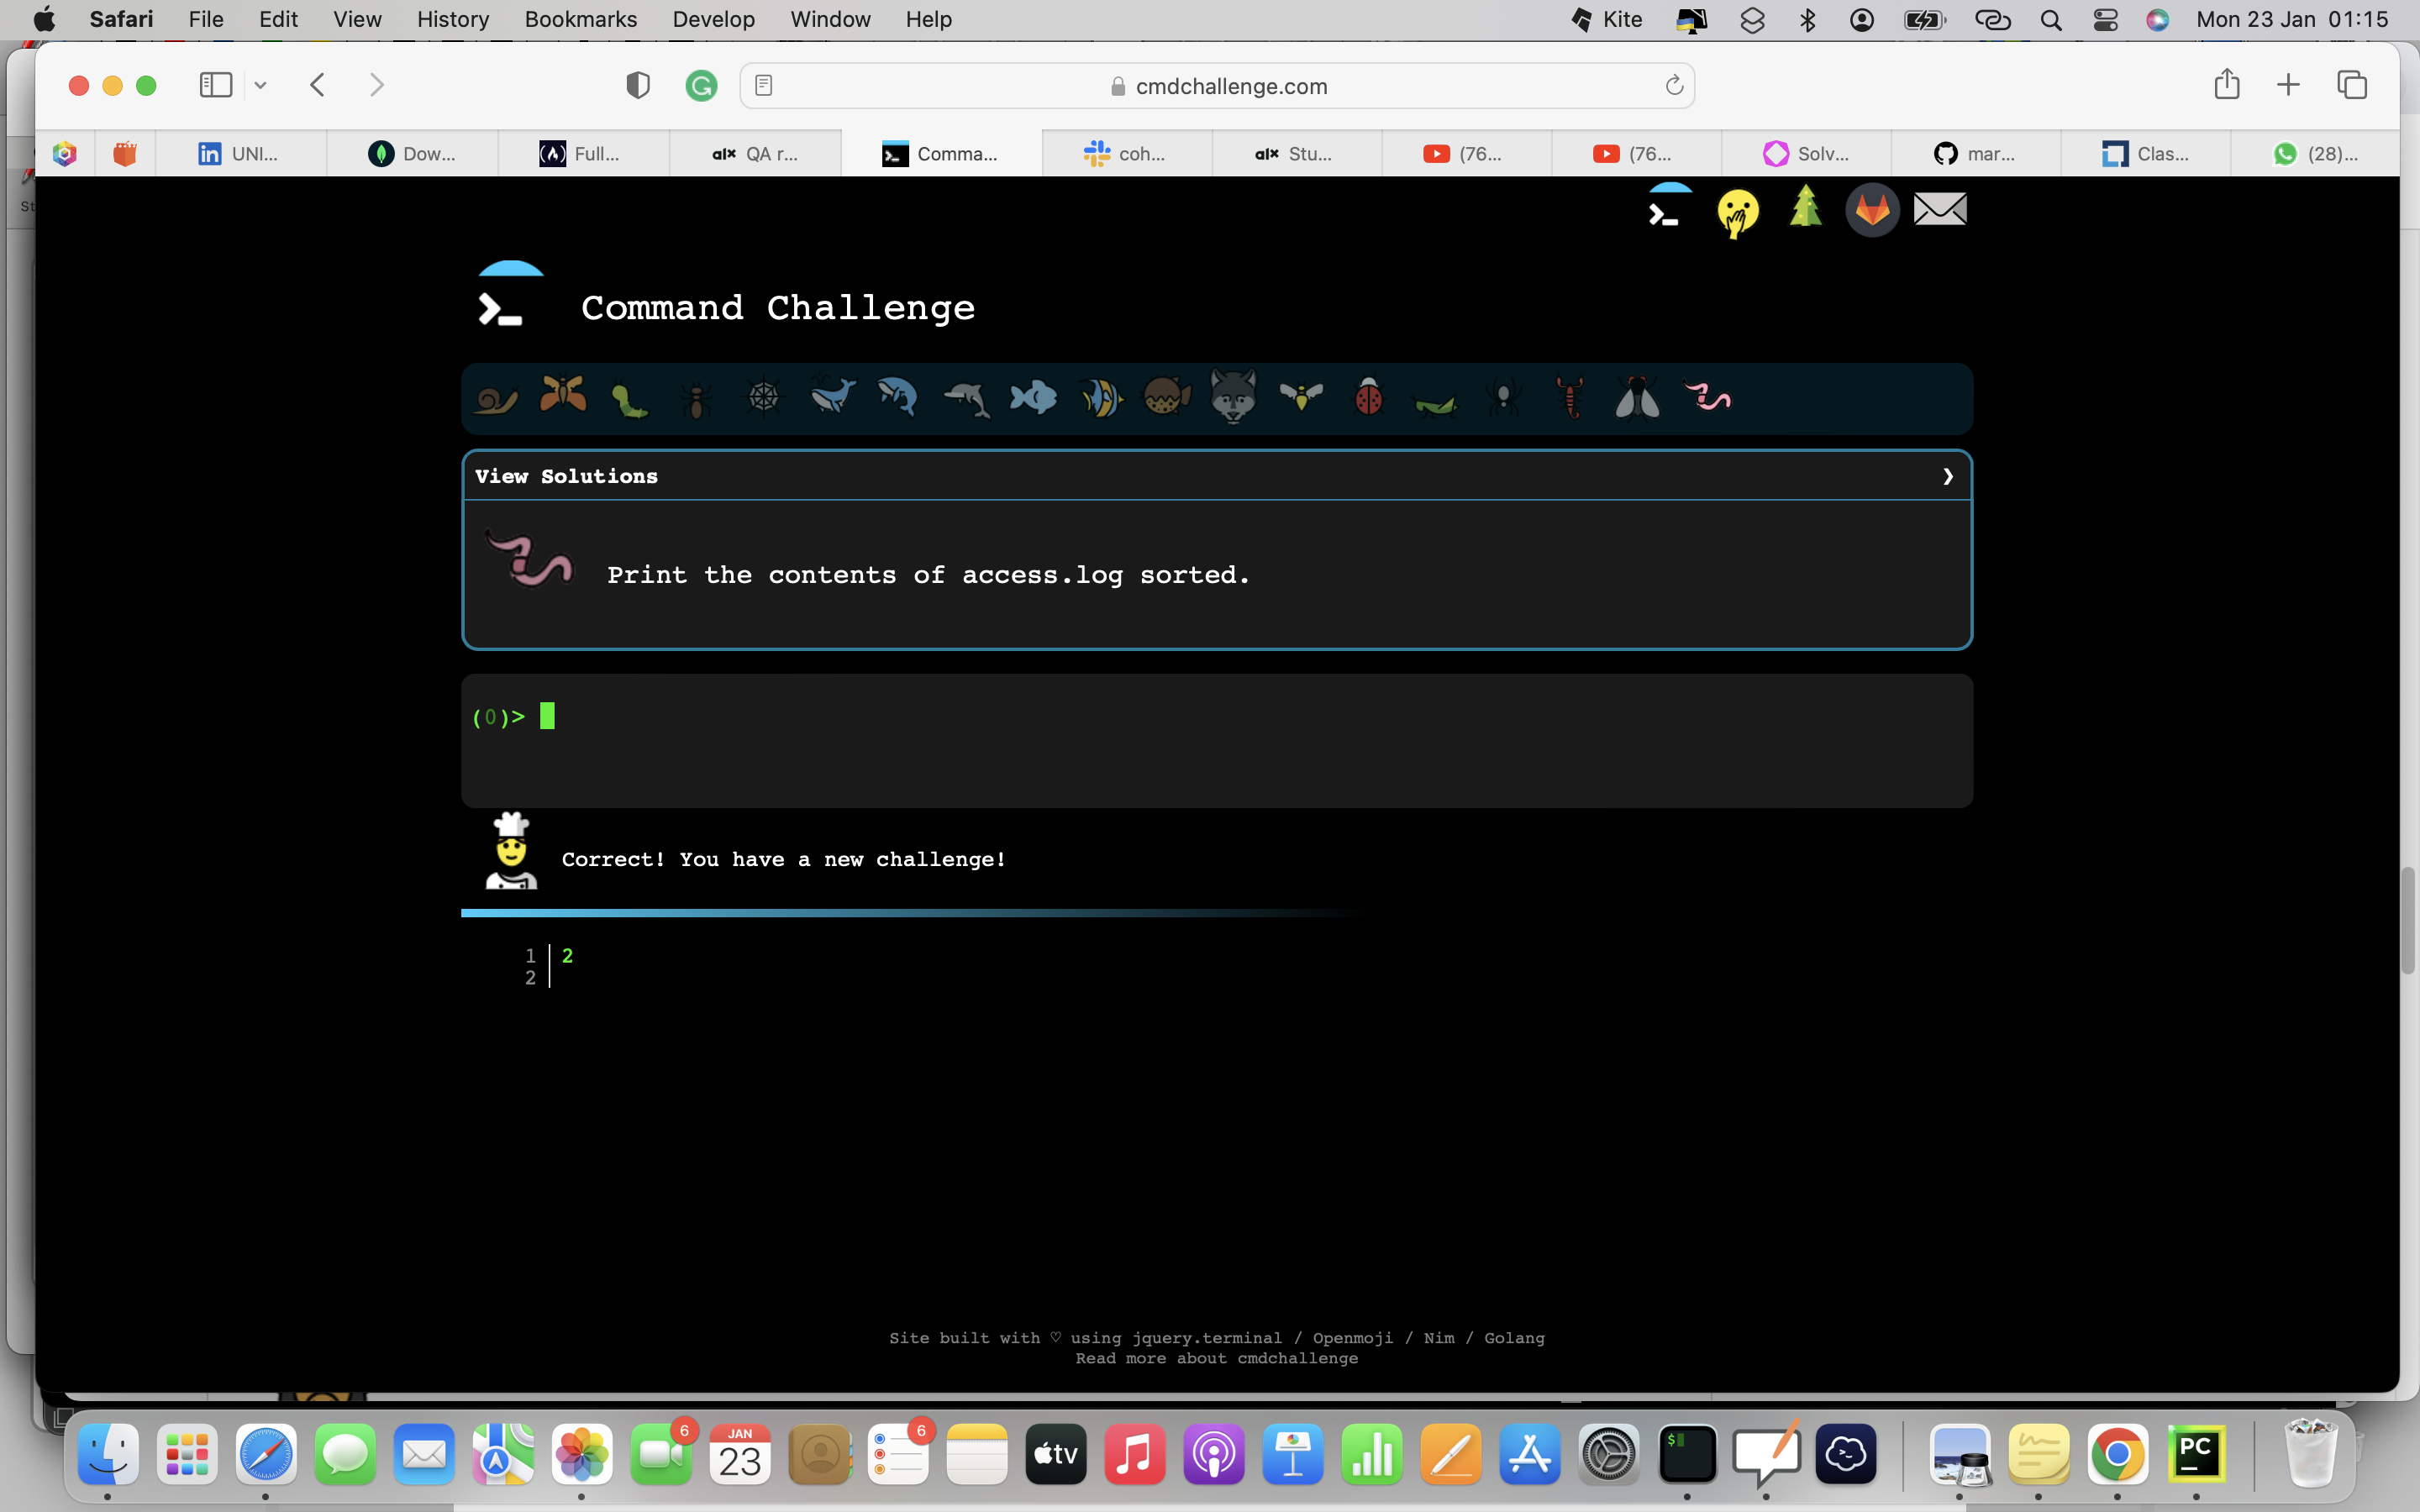 Safari File Edit View History Bookmarks Develop Window Help Kite Mon 23 Jan 01:15
cmdchallenge.com
UNI... Dow... Full... alx QA r... Comma... coh... alx Stu... (76... (76... Solv... mar... Clas... (28)...
St
Command Challenge
View Solutions
Print the contents of access.log sorted.
(0)>
Correct! You have a new challenge!
1 2
2
Site built with ♡ using jquery.terminal / Openmoji / Nim / Golang
Read more about cmdchallenge
6 JAN 23 6 tv $ PC